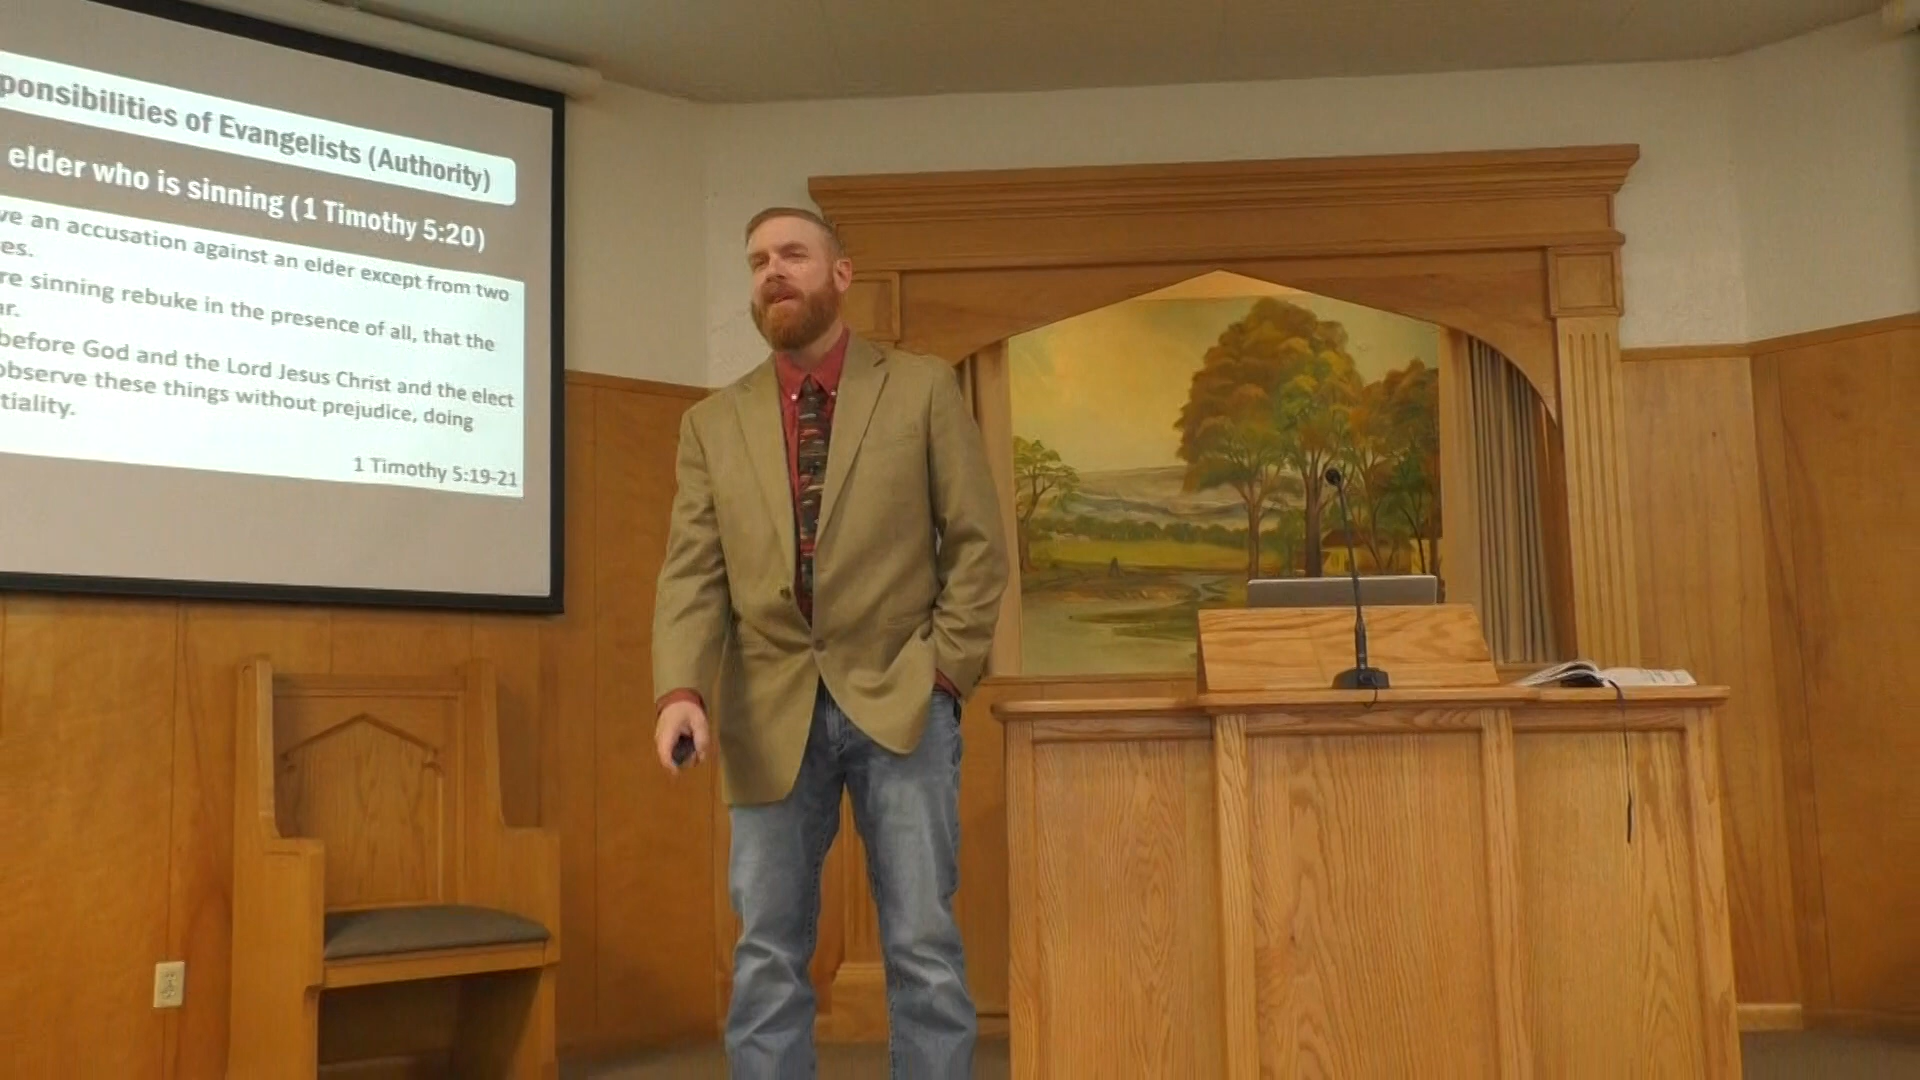 ponsibilities of Evangelists (Authority)
elder who is sinning (1 Timothy 5:20)
ve an accusation against an elder except from two
es.
re sinning rebuke in the presence of all, that the
ar.
before God and the Lord Jesus Christ and the elect
observe these things without prejudice, doing
tiality.
1 Timothy 5:19-21